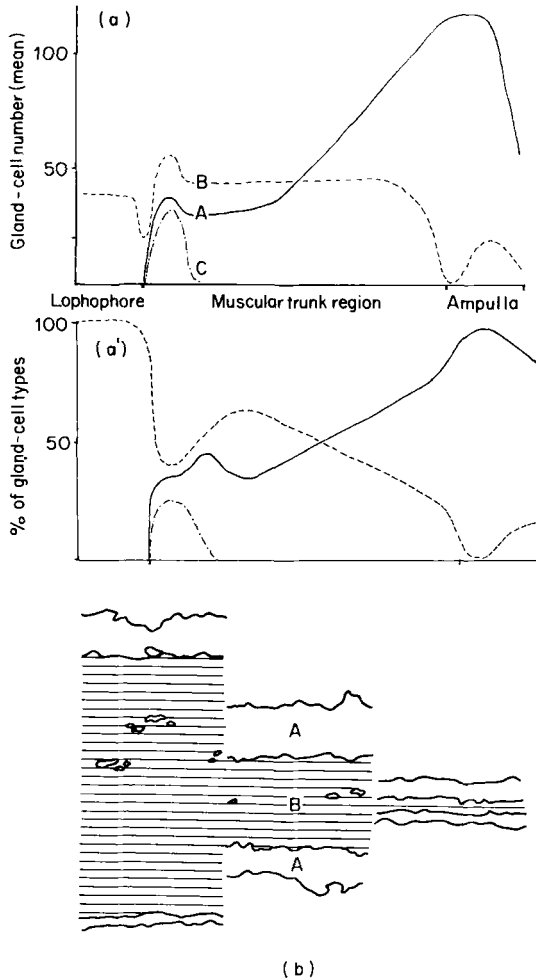 (a)
Gland-cell number (mean)
100
50
B
A
C
Lophophore Muscular trunk region Ampulla
(a')
% of gland-cell types
100
50
A
B
A
(b)